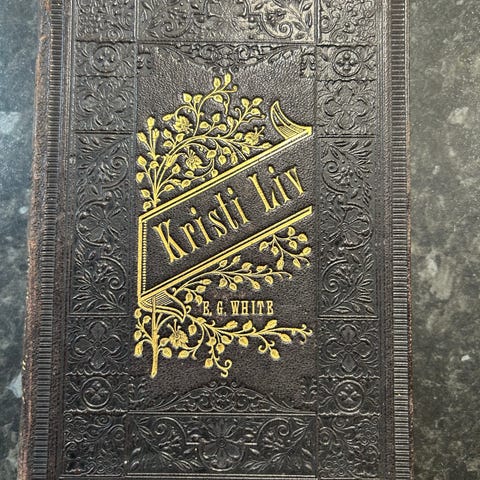 Kristi Liv
E. G. WHITE